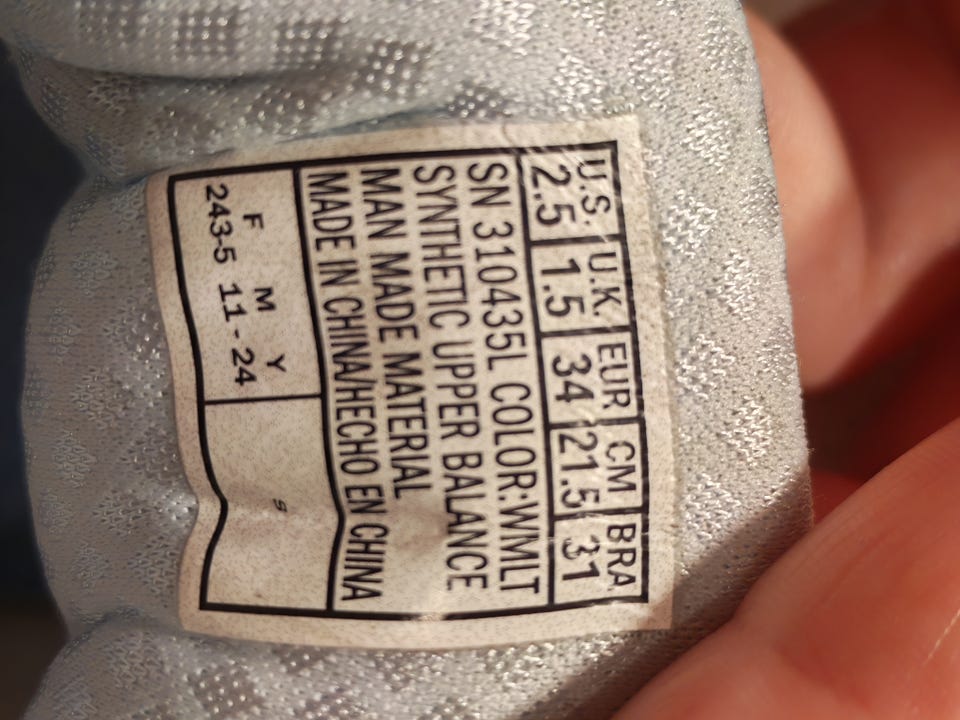 U.S. U.K. EUR CM BRA
2.5 1.5 34 21.5 31
SN 310435L COLOR:WMLT
SYNTHETIC UPPER BALANCE
MAN MADE MATERIAL
MADE IN CHINA/HECHO EN CHINA
F M Y
243-5 11-24
S